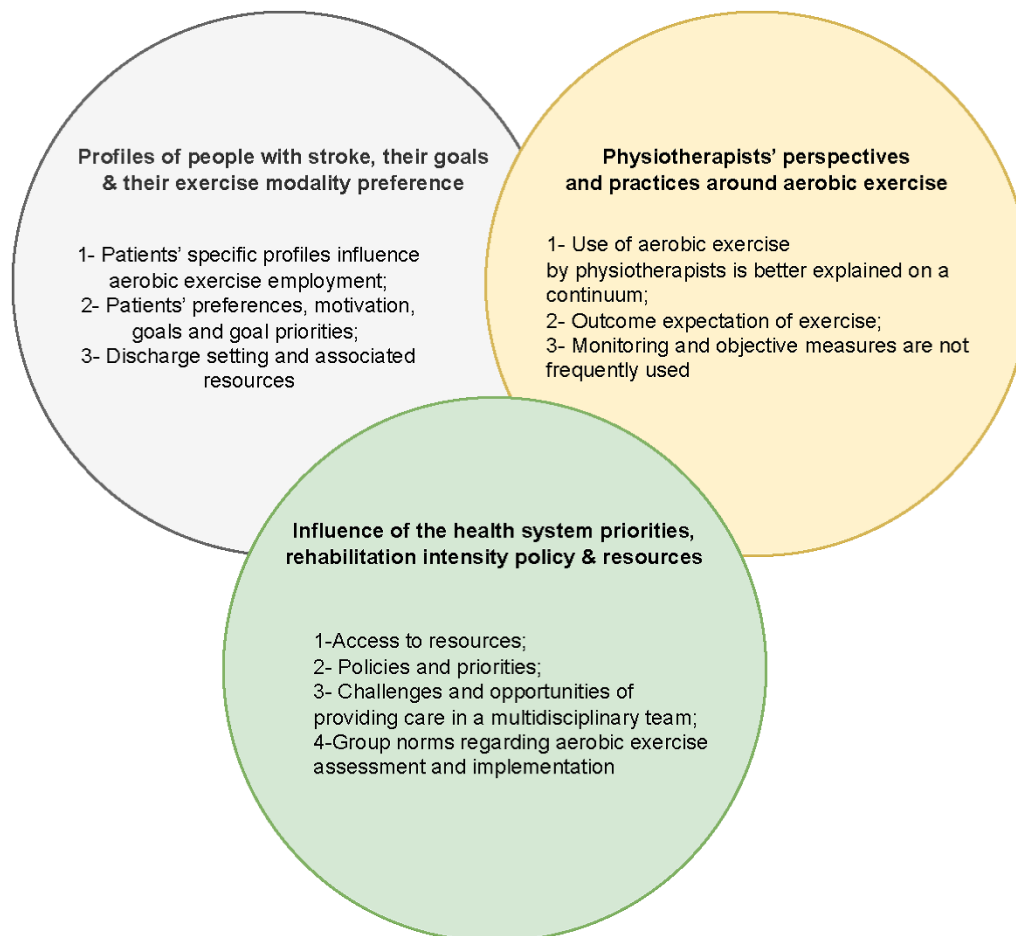 Profiles of people with stroke, their goals
& their exercise modality preference
1- Patients' specific profiles influence
aerobic exercise employment;
2- Patients' preferences, motivation,
goals and goal priorities;
3- Discharge setting and associated
resources
Physiotherapists' perspectives
and practices around aerobic exercise
1- Use of aerobic exercise
by physiotherapists is better explained on a
continuum;
2- Outcome expectation of exercise;
3- Monitoring and objective measures are not
frequently used
Influence of the health system priorities,
rehabilitation intensity policy & resources
1-Access to resources;
2- Policies and priorities;
3- Challenges and opportunities of
providing care in a multidisciplinary team;
4-Group norms regarding aerobic exercise
assessment and implementation